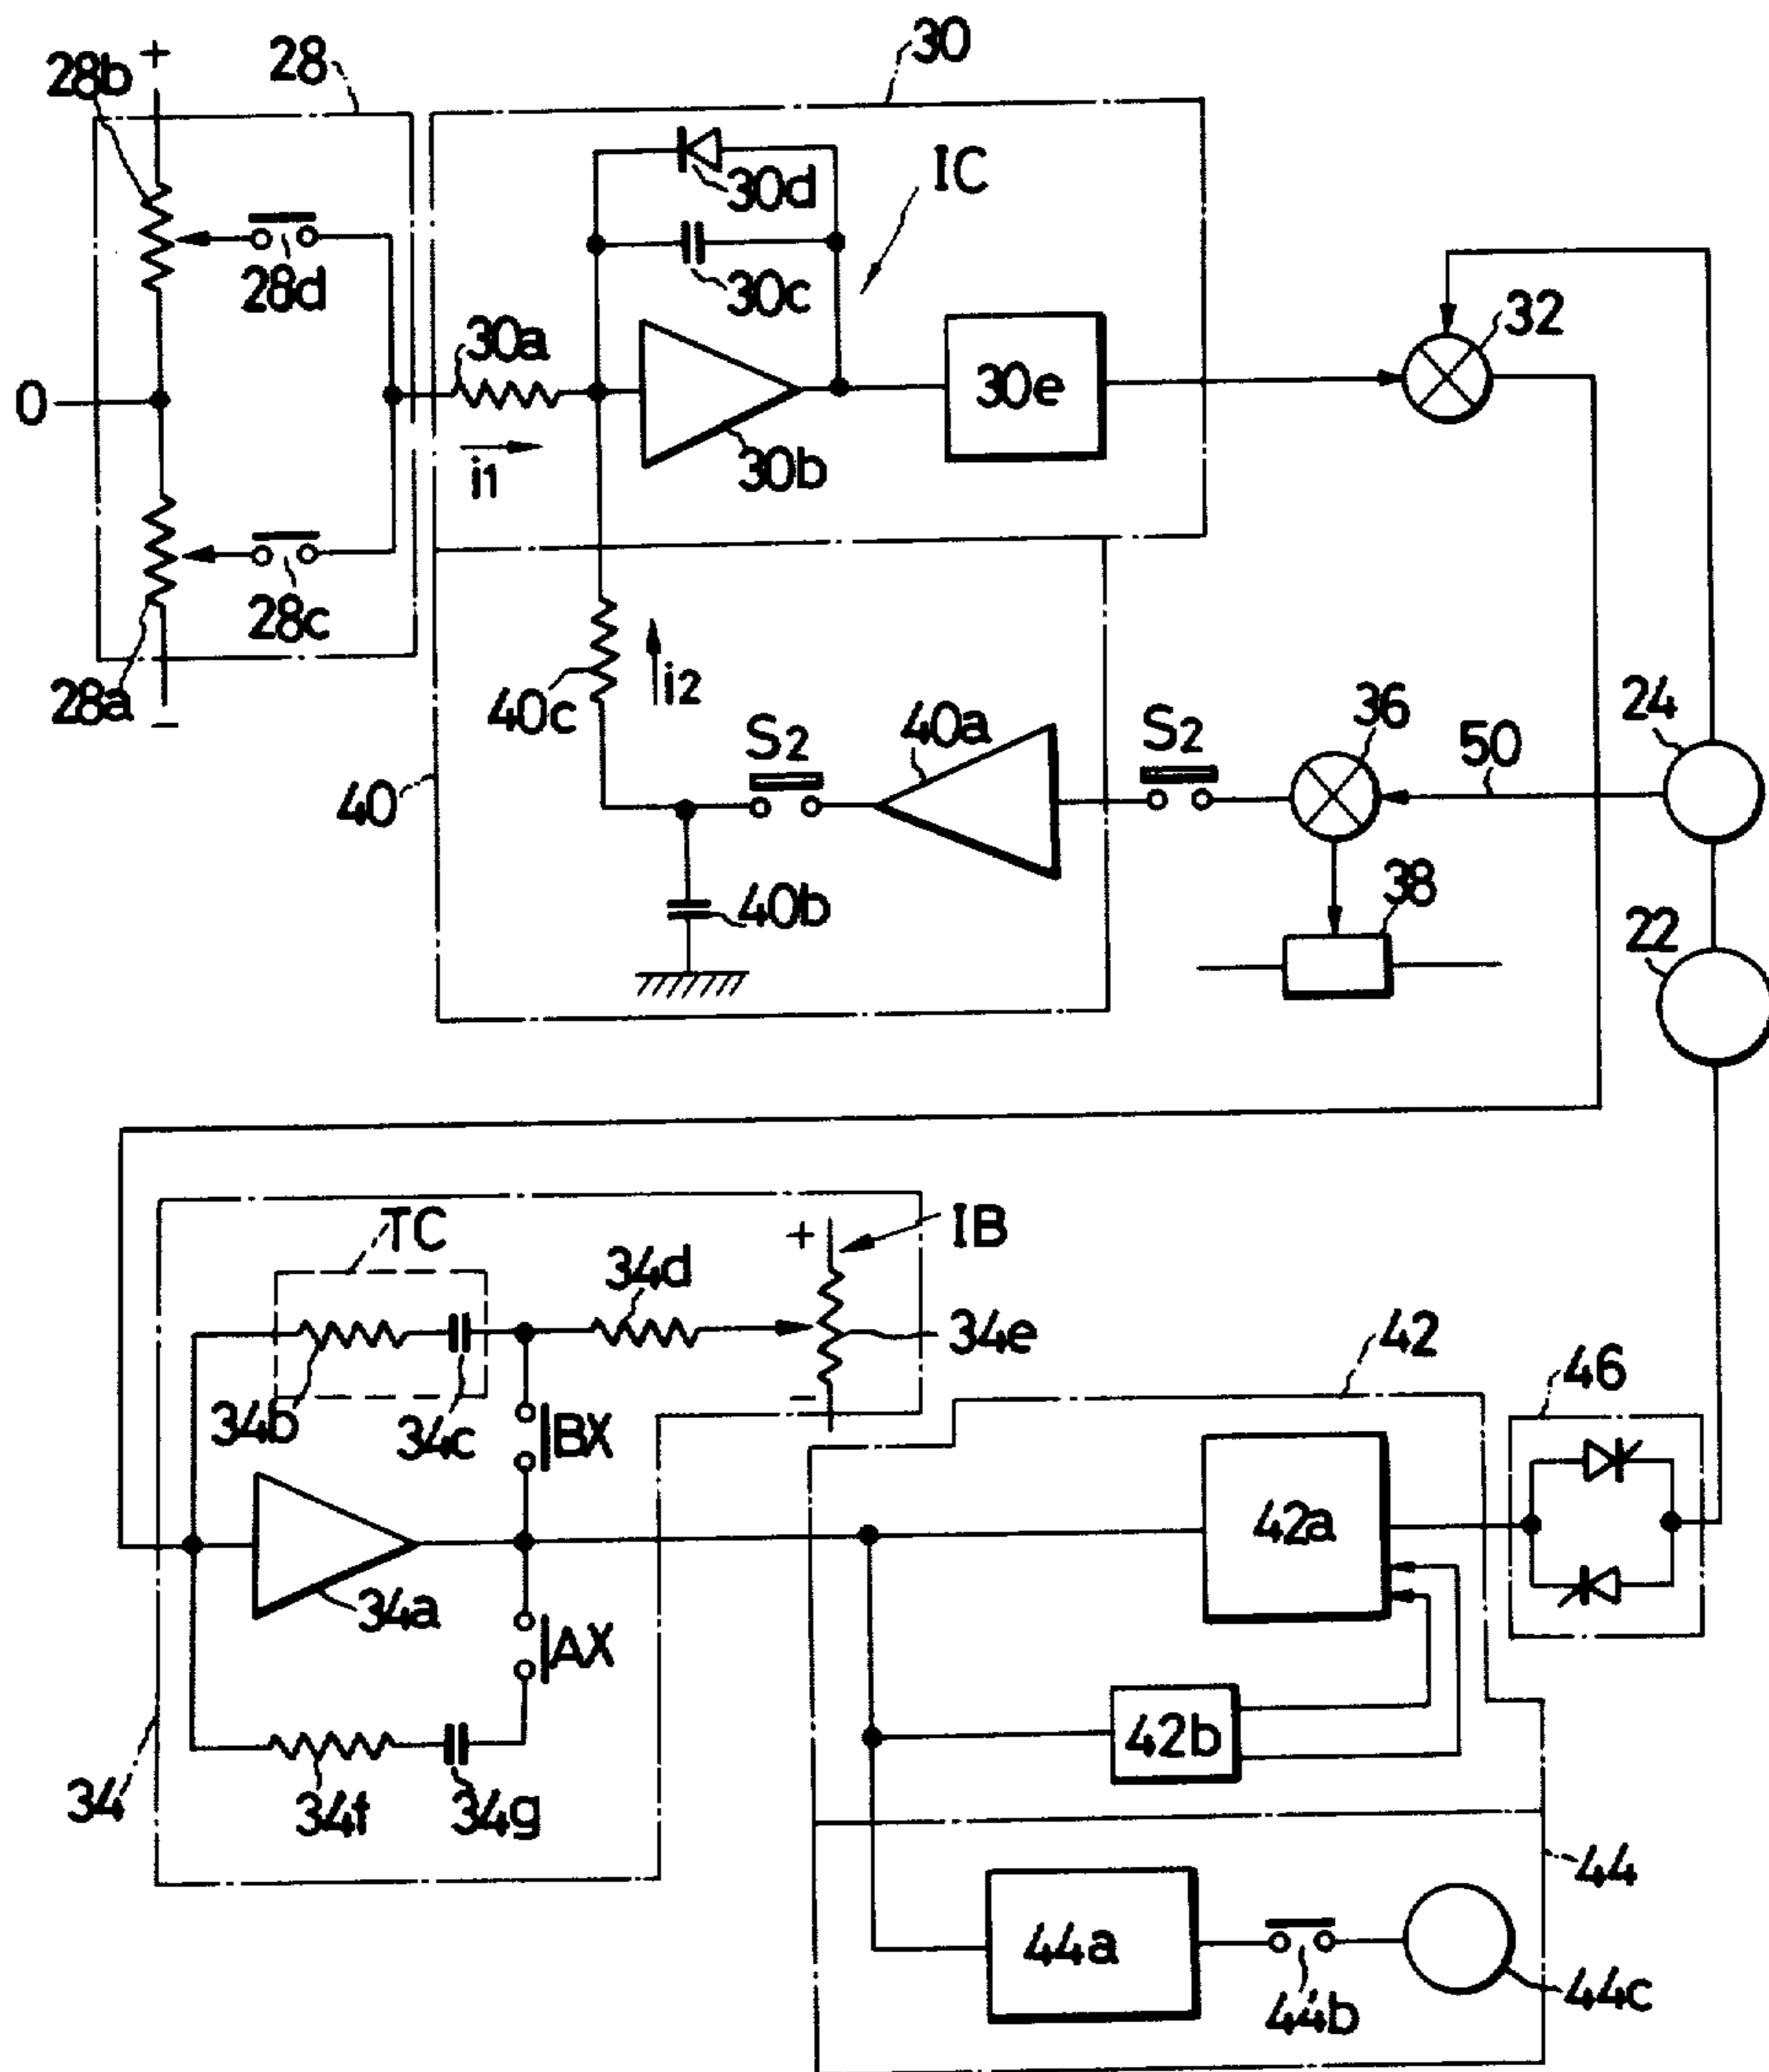 +
28b
28
30
30d
IC
28d
30c
32
30a
0
30e
30b
i1
28c
28a
-
40c
i2
40a
S2
S2
36
50
24
40
40b
38
22
TC
IB
+
34d
34e
42
46
-
34b
34c
BX
42a
34a
AX
42b
34
34f
34g
44
44a
44b
44c